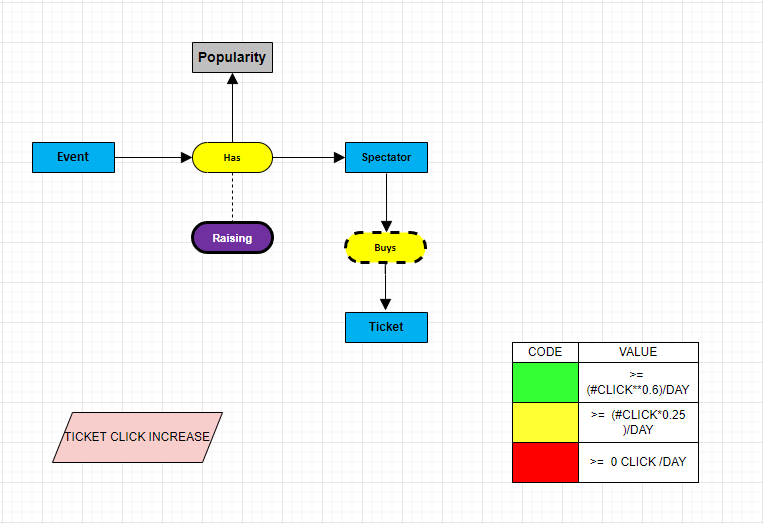 Popularity
Event
Has
Spectator
Raising
Buys
Ticket
CODE VALUE
>=
(#CLICK**0.6)/DAY
>= (#CLICK*0.25
)/DAY
>= 0 CLICK /DAY
TICKET CLICK INCREASE